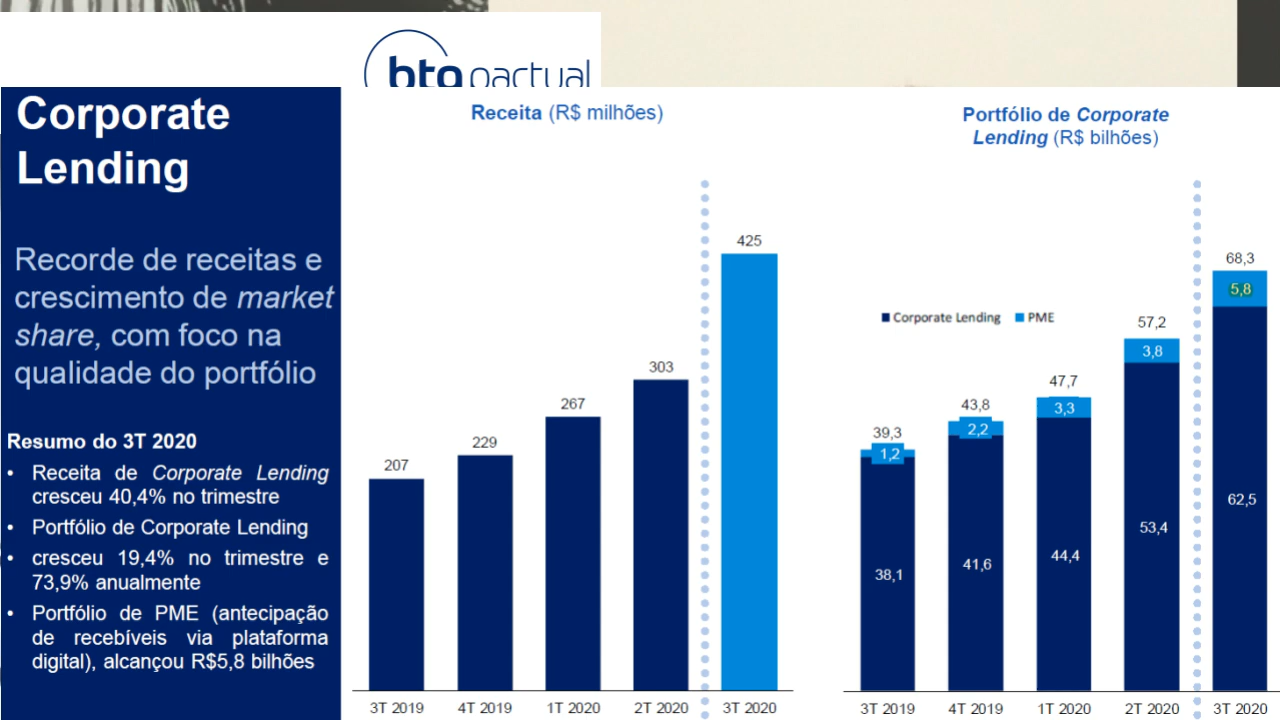 btg pactual
Corporate
Lending
Recorde de receitas e
crescimento de market
share, com foco na
qualidade do portfólio
Resumo do 3T 2020
• Receita de Corporate Lending
cresceu 40,4% no trimestre
• Portfólio de Corporate Lending
• cresceu 19,4% no trimestre e
73,9% anualmente
• Portfólio de PME (antecipação
de recebíveis via plataforma
digital), alcançou R$5,8 bilhões
Receita (R$ milhões)
425
303
267
229
207
3T 2019 4T 2019 1T 2020 2T 2020 3T 2020
Portfólio de Corporate
Lending (R$ bilhões)
Corporate Lending PME
68,3
5,8
57,2
3,8
47,7
3,3
43,8
2,2
39,3
1,2
62,5
53,4
44,4
41,6
38,1
3T 2019 4T 2019 1T 2020 2T 2020 3T 2020